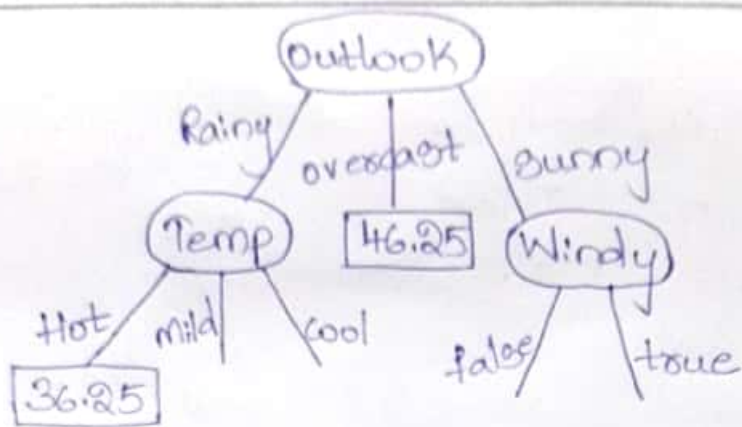 Outlook
Rainy overcast sunny
Temp 46.25 Windy
Hot mild cool false true
36.25